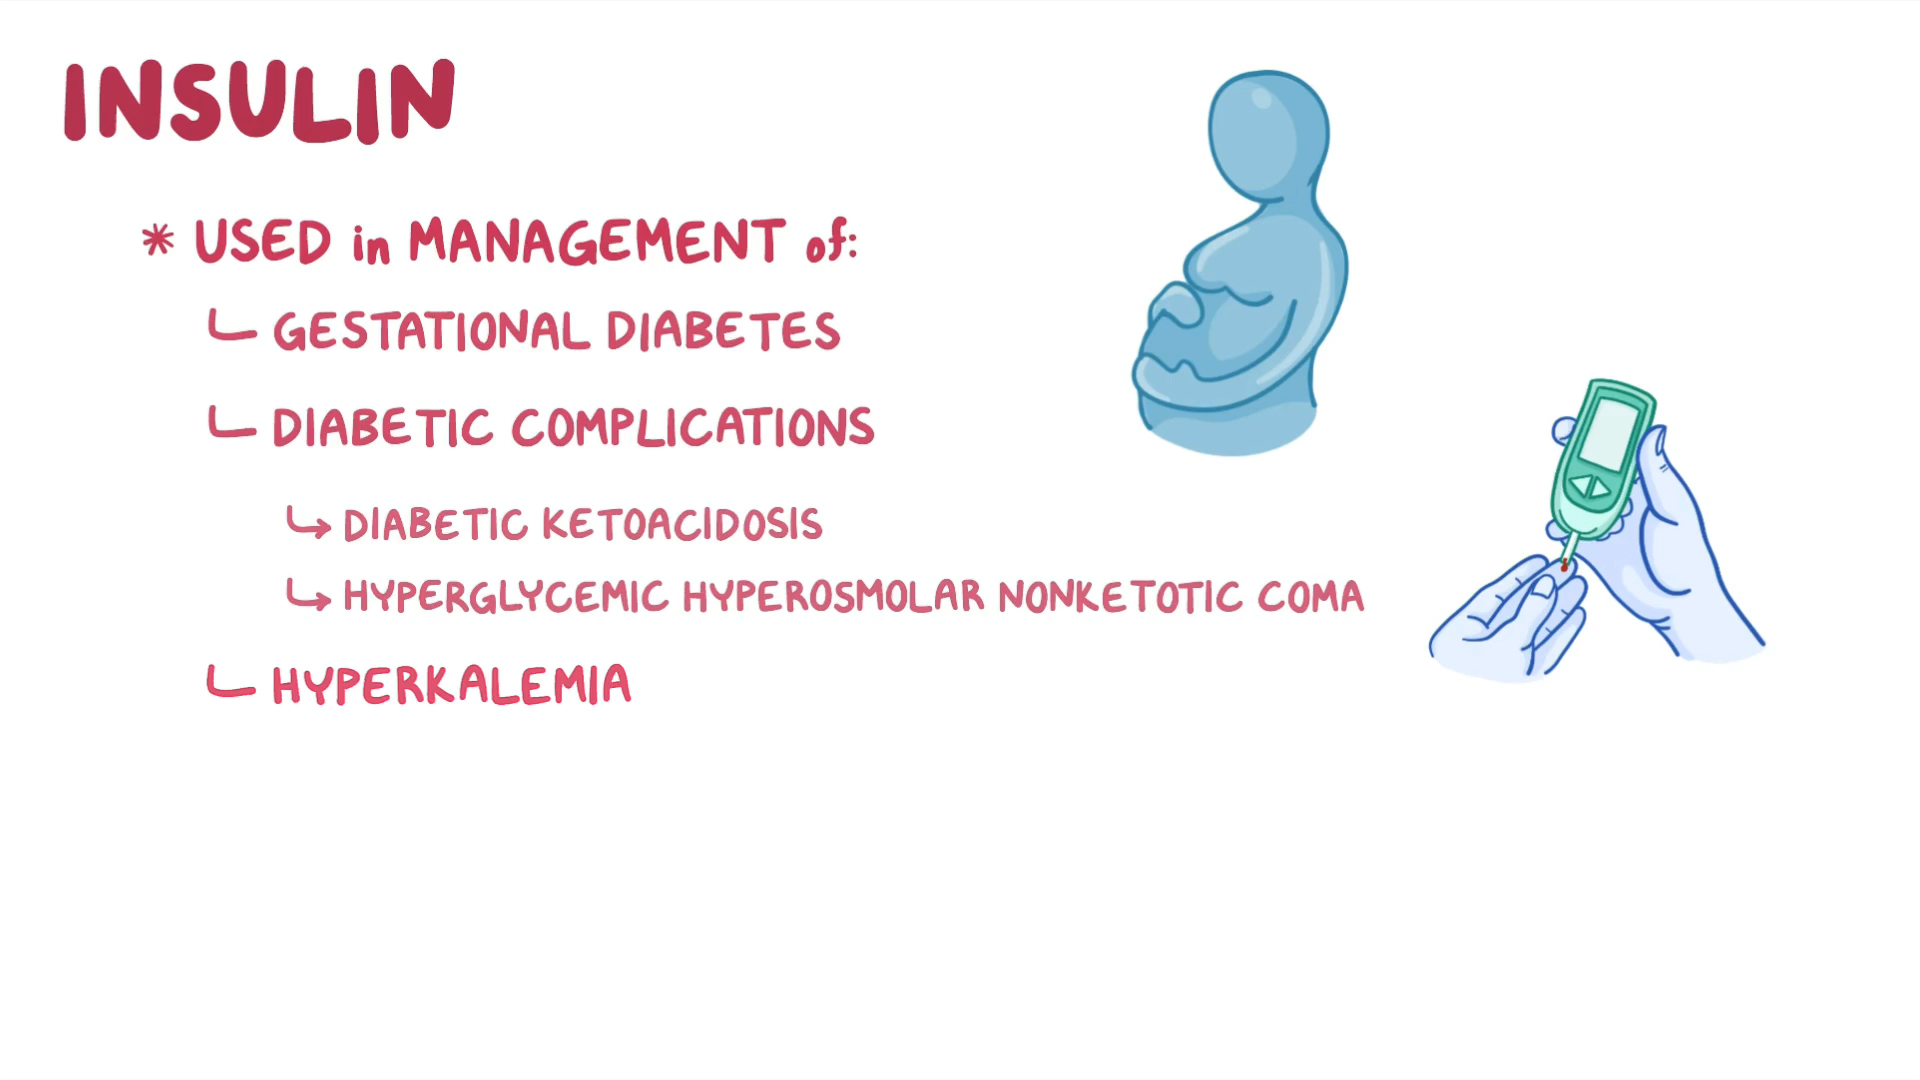 INSULIN
* USED in MANAGEMENT of:
GESTATIONAL DIABETES
DIABETIC COMPLICATIONS
DIABETIC KETOACIDOSIS
HYPERGLYCEMIC HYPEROSMOLAR NONKETOTIC COMA
HYPERKALEMIA